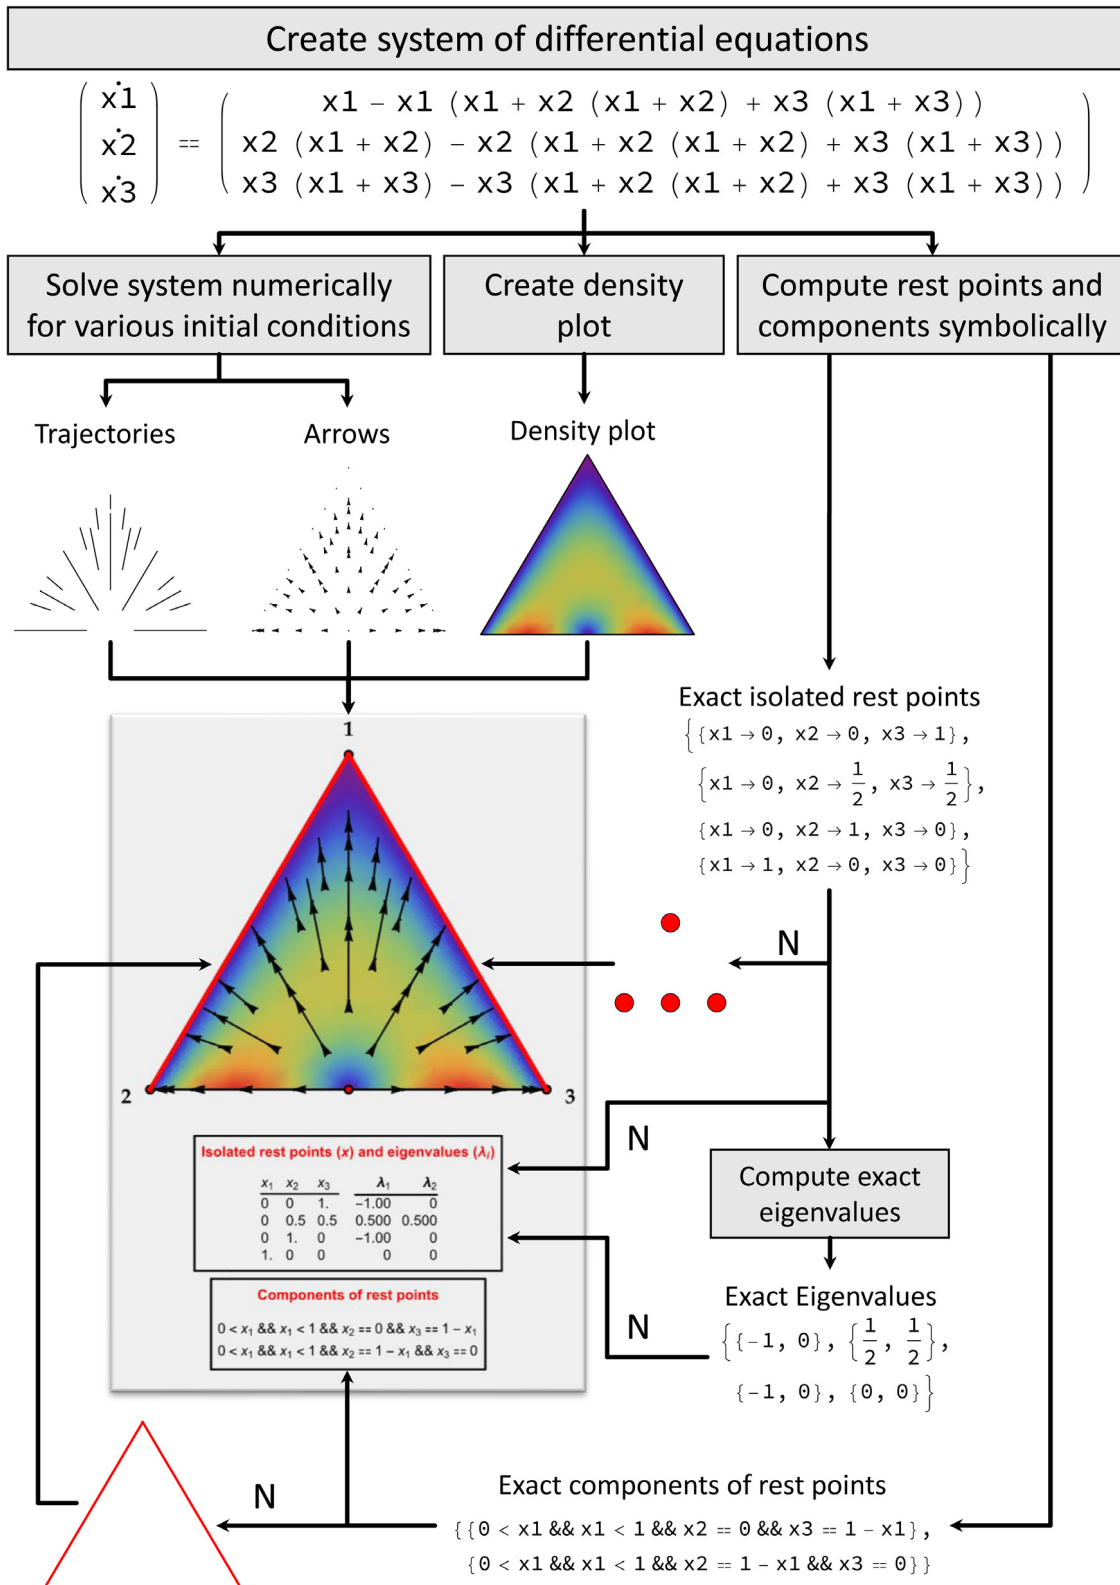 Create system of differential equations
ẋ1
ẋ2
ẋ3
==
x1 − x1 (x1 + x2 (x1 + x2) + x3 (x1 + x3))
x2 (x1 + x2) − x2 (x1 + x2 (x1 + x2) + x3 (x1 + x3))
x3 (x1 + x3) − x3 (x1 + x2 (x1 + x2) + x3 (x1 + x3))
Solve system numerically
for various initial conditions
Create density
plot
Compute rest points and
components symbolically
Trajectories
Arrows
Density plot
Exact isolated rest points
{{x1 → 0, x2 → 0, x3 → 1},
{x1 → 0, x2 → 1/2, x3 → 1/2},
{x1 → 0, x2 → 1, x3 → 0},
{x1 → 1, x2 → 0, x3 → 0}}
1
2
3
N
N
Isolated rest points (x) and eigenvalues (λi)
x1 x2 x3 λ1 λ2
0 0 1. −1.00 0
0 0.5 0.5 0.500 0.500
0 1. 0 −1.00 0
1. 0 0 0 0
Compute exact
eigenvalues
Components of rest points
0 < x1 && x1 < 1 && x2 == 0 && x3 == 1 − x1
0 < x1 && x1 < 1 && x2 == 1 − x1 && x3 == 0
N
Exact Eigenvalues
{{−1, 0}, {1/2, 1/2},
{−1, 0}, {0, 0}}
N
Exact components of rest points
{{0 < x1 && x1 < 1 && x2 == 0 && x3 == 1 − x1},
{0 < x1 && x1 < 1 && x2 == 1 − x1 && x3 == 0}}